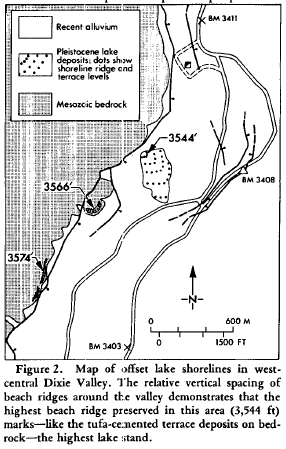 Recent alluvium
Pleistocene lake
deposits; dots show
shoreline ridge and
terrace levels
Mesozoic bedrock
BM 3411
3544'
3566'
BM 3408
3574'
-N-
0 600 M
0 1500 FT
BM 3403
Figure 2. Map of offset lake shorelines in west-
central Dixie Valley. The relative vertical spacing of
beach ridges around the valley demonstrates that the
highest beach ridge preserved in this area (3,544 ft)
marks—like the tufa-cemented terrace deposits on bed-
rock—the highest lake stand.